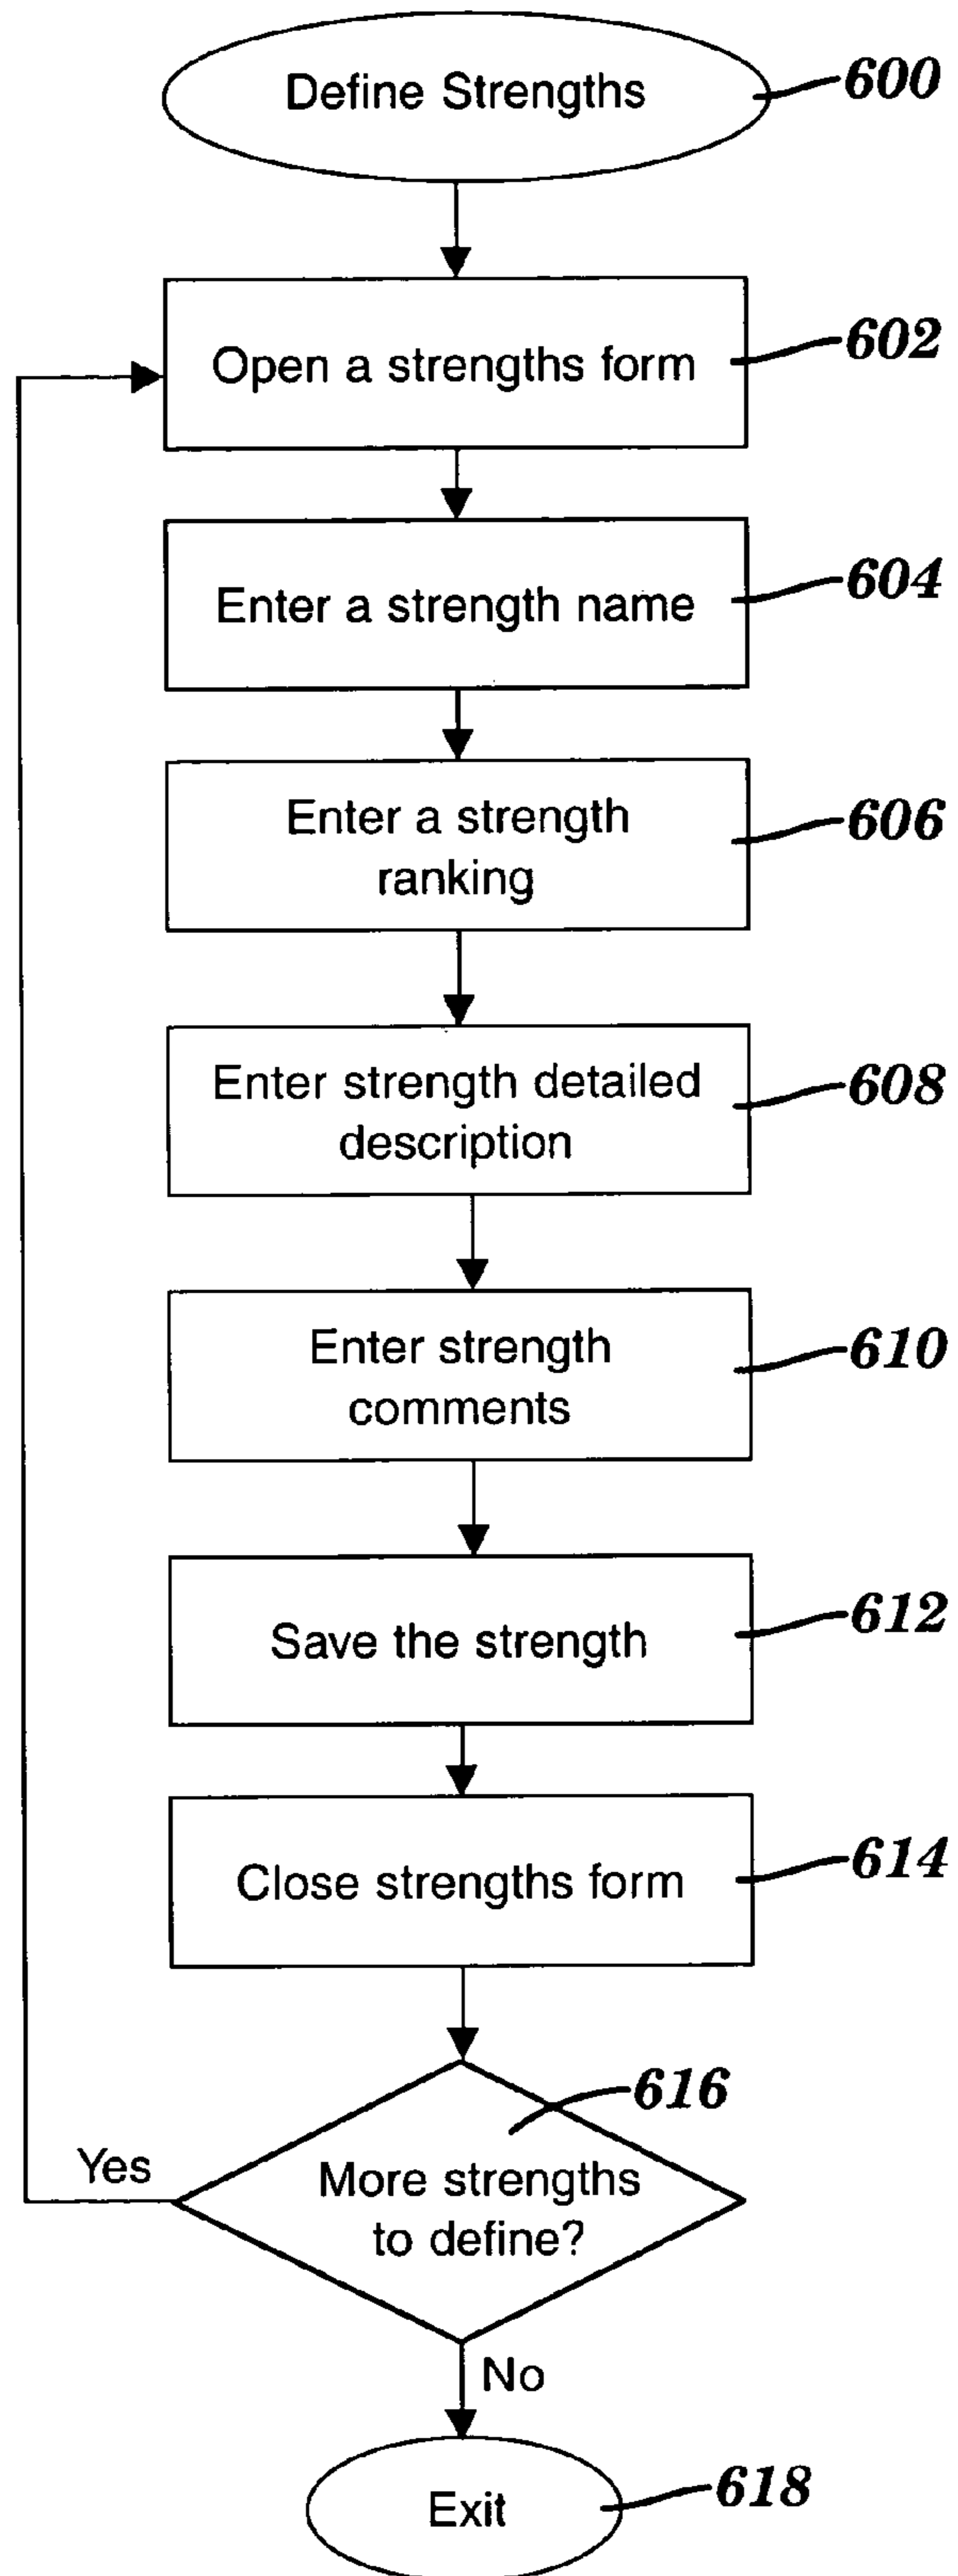 Define Strengths
600
Open a strengths form
602
Enter a strength name
604
Enter a strength
ranking
606
Enter strength detailed
description
608
Enter strength
comments
610
Save the strength
612
Close strengths form
614
616
More strengths
to define?
Yes
No
Exit
618